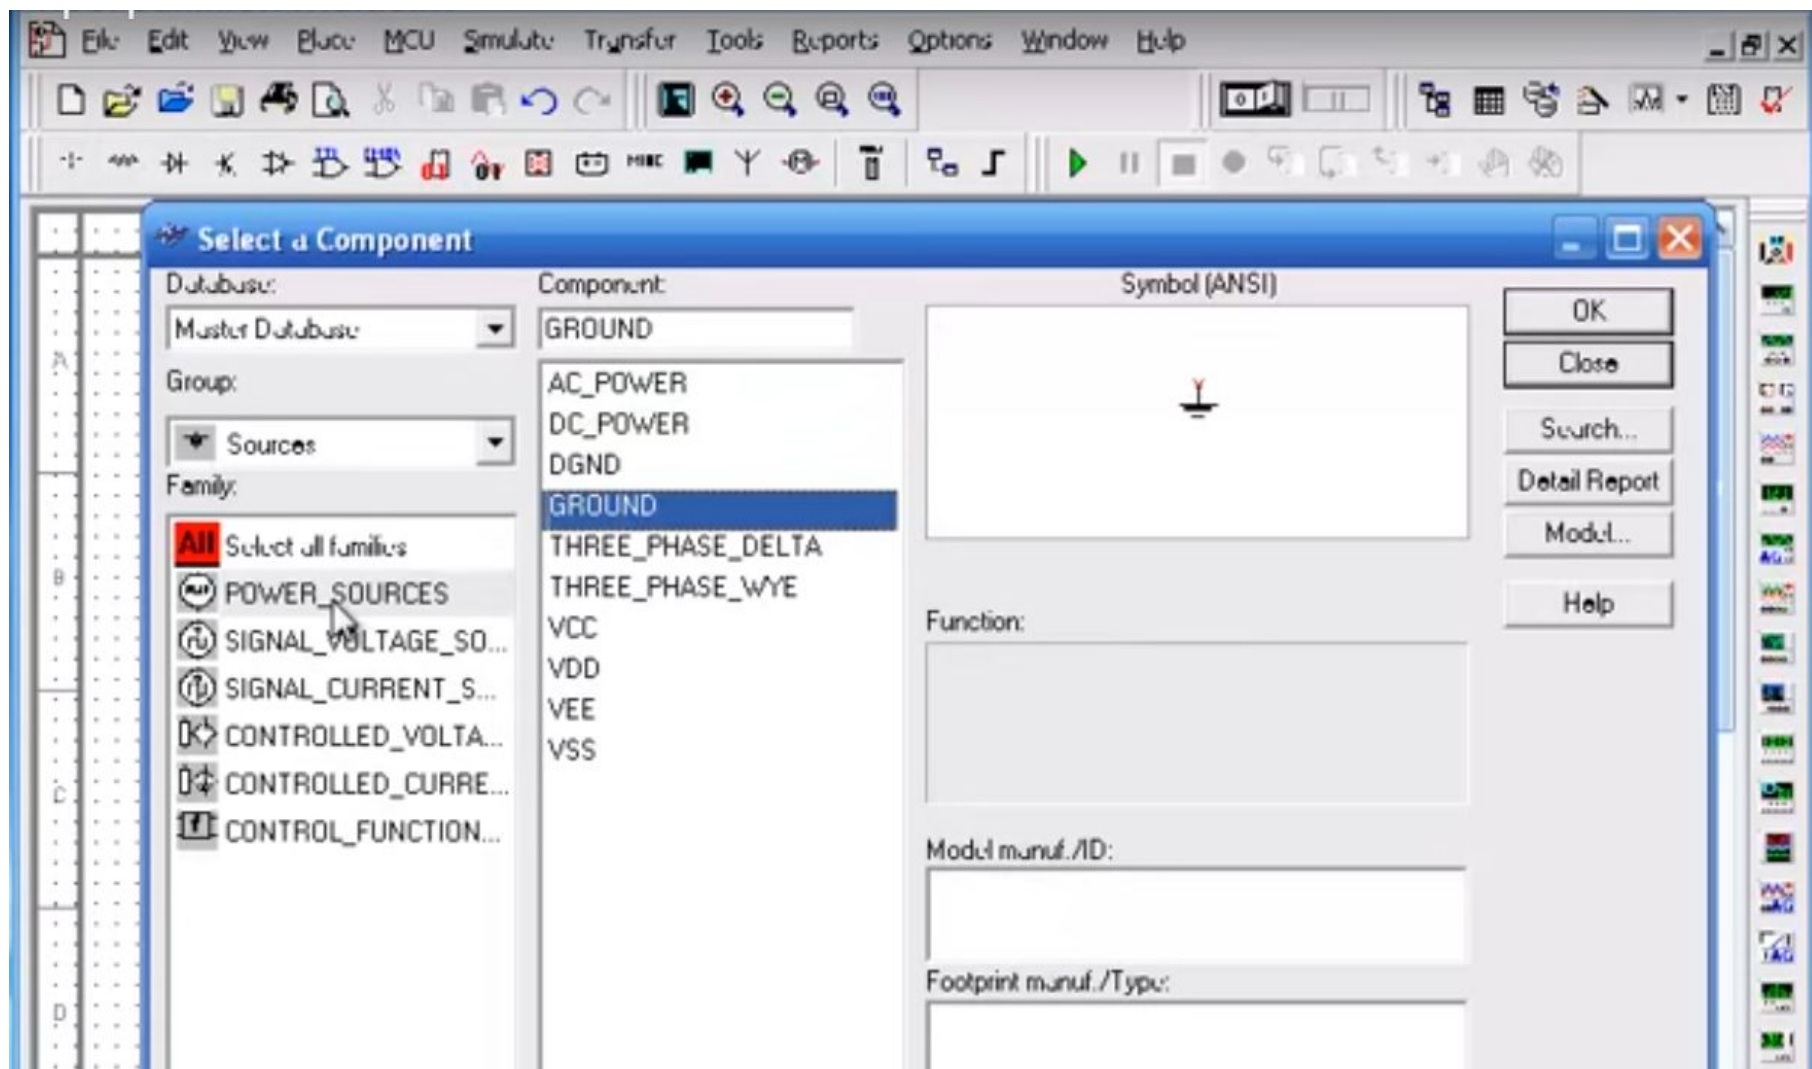 File Edit View Place MCU Simulate Transfer Tools Reports Options Window Help
MISC
Select a Component
Database:
Master Database
Group:
Sources
Family:
All Select all families
POWER_SOURCES
SIGNAL_VOLTAGE_SO...
SIGNAL_CURRENT_S...
CONTROLLED_VOLTA...
CONTROLLED_CURRE...
CONTROL_FUNCTION...
Component:
GROUND
AC_POWER
DC_POWER
DGND
GROUND
THREE_PHASE_DELTA
THREE_PHASE_WYE
VCC
VDD
VEE
VSS
Symbol (ANSI)
Function:
Model manuf./ID:
Footprint manuf./Type:
OK
Close
Search...
Detail Report
Model...
Help
A
B
C
D